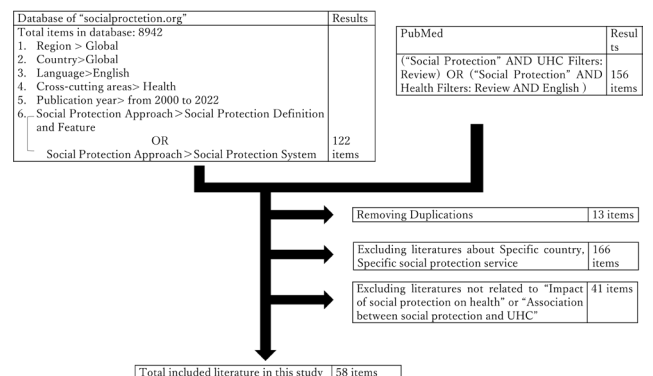 Database of “socialproctetion.org” Results
Total items in database: 8942
1. Region > Global
2. Country>Global
3. Language>English
4. Cross-cutting areas> Health
5. Publication year> from 2000 to 2022
6. Social Protection Approach＞Social Protection Definition
and Feature
OR
Social Protection Approach＞Social Protection System
122
items
PubMed
Resul
ts
(“Social Protection” AND UHC Filters:
Review) OR (“Social Protection” AND
Health Filters: Review AND English )
156
items
Removing Duplications 13 items
Excluding literatures about Specific country,
Specific social protection service
166
items
Excluding literatures not related to “Impact
of social protection on health” or “Association
between social protection and UHC”
41 items
Total included literature in this study 58 items